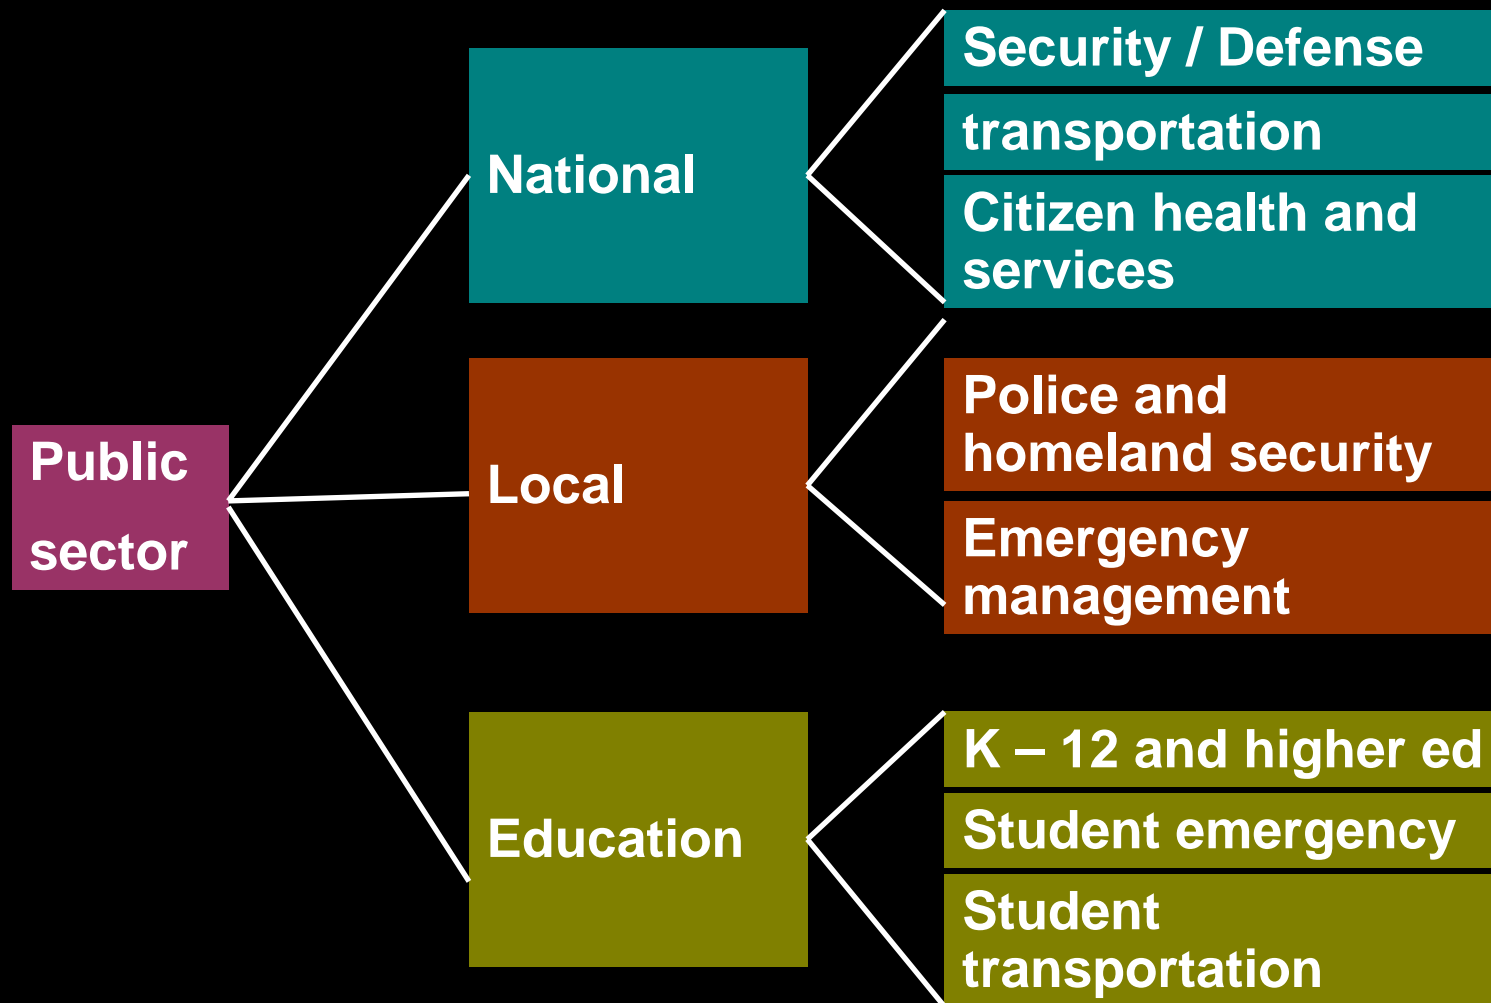 Public
sector
National
Security / Defense
transportation
Citizen health and
services
Local
Police and
homeland security
Emergency
management
Education
K – 12 and higher ed
Student emergency
Student
transportation